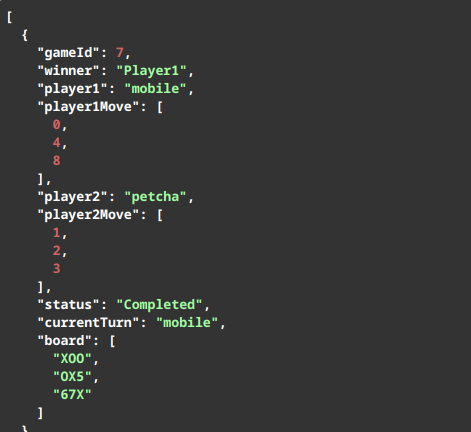 [
  {
    "gameId": 7,
    "winner": "Player1",
    "player1": "mobile",
    "player1Move": [
      0,
      4,
      8
    ],
    "player2": "petcha",
    "player2Move": [
      1,
      2,
      3
    ],
    "status": "Completed",
    "currentTurn": "mobile",
    "board": [
      "XOO",
      "OX5",
      "67X"
    ]
  }